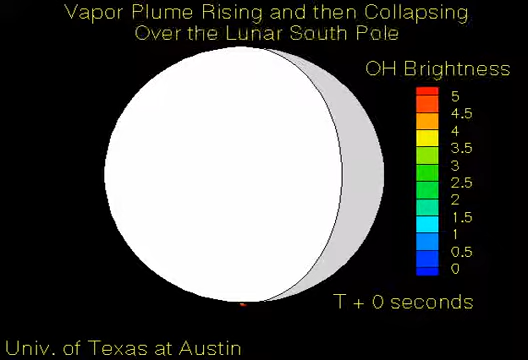 Vapor Plume Rising and then Collapsing
Over the Lunar South Pole
OH Brightness
5
4.5
4
3.5
3
2.5
2
1.5
1
0.5
0
T + 0 seconds
Univ. of Texas at Austin